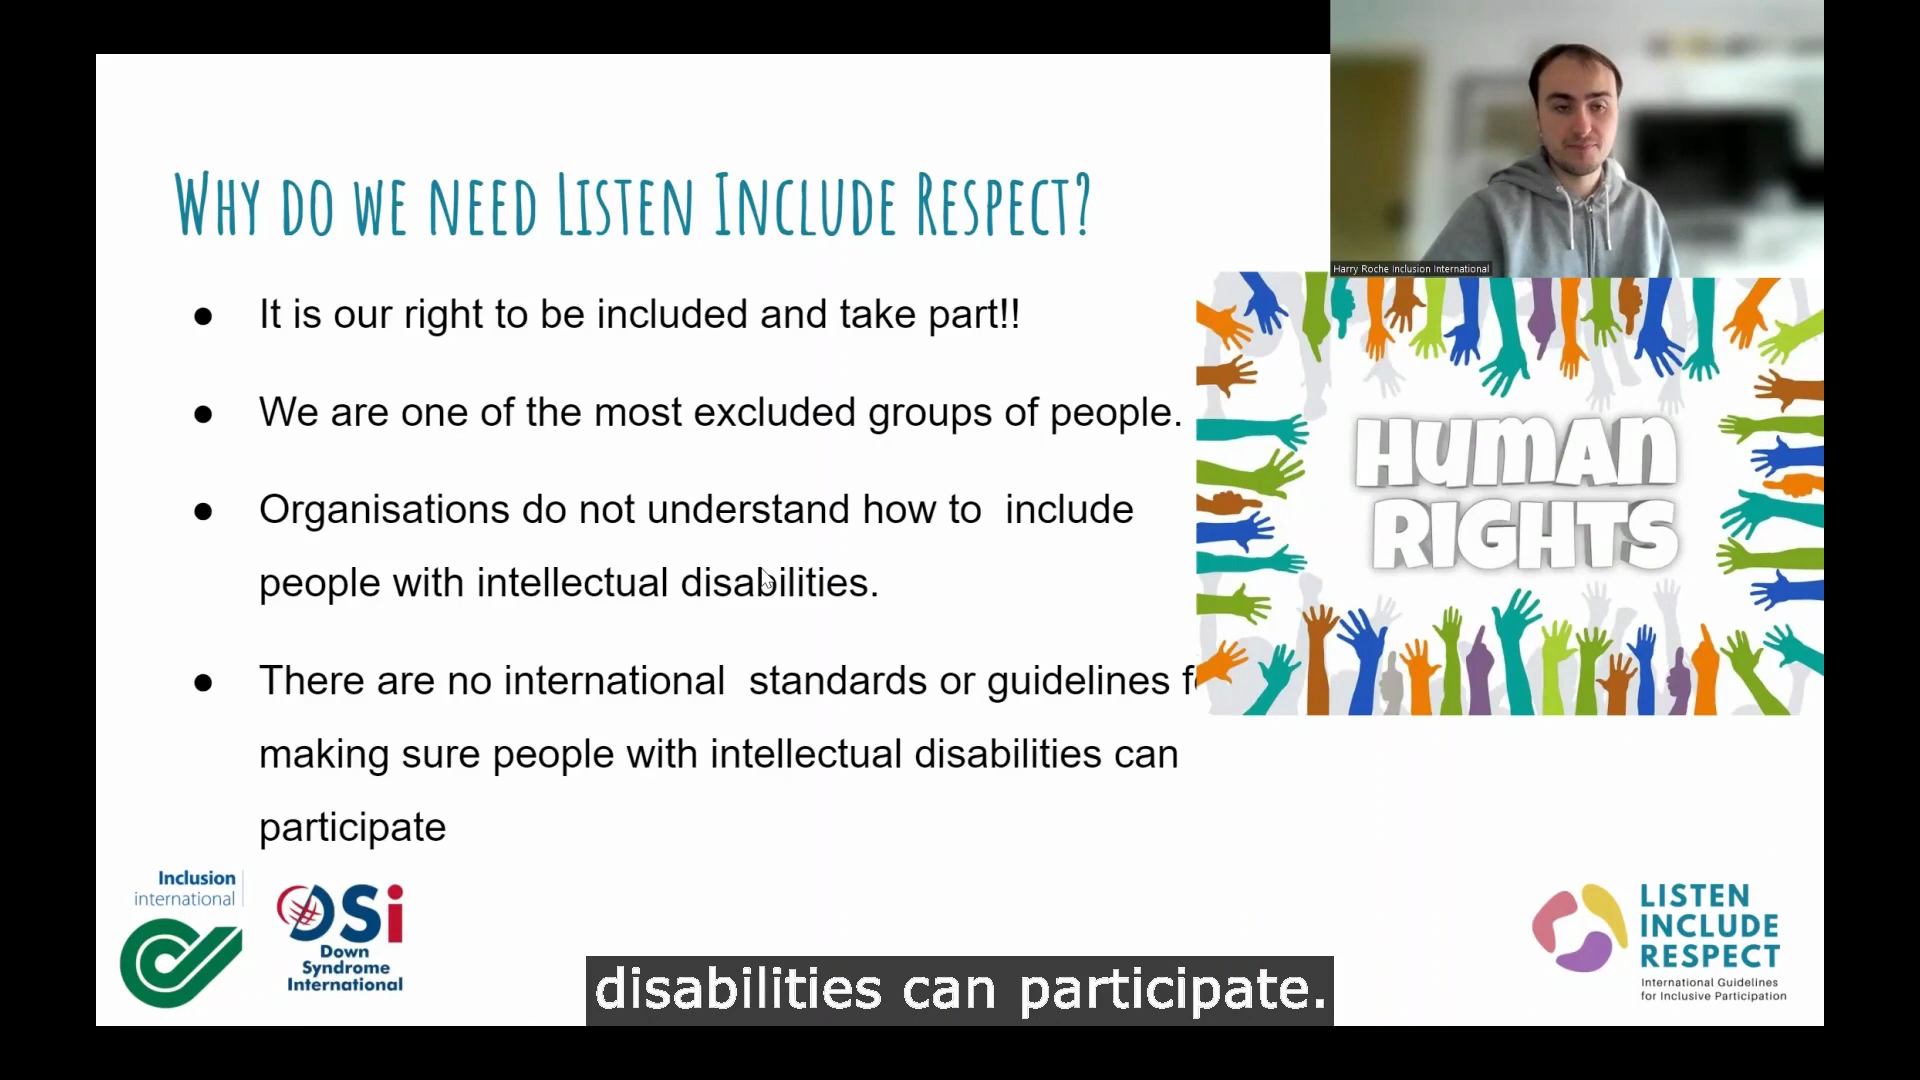 Why do we need Listen Include Respect?
Harry Roche Inclusion International
● It is our right to be included and take part!!
● We are one of the most excluded groups of people.
● Organisations do not understand how to include
people with intellectual disabilities.
● There are no international standards or guidelines
making sure people with intellectual disabilities can
participate
HUMAN
RIGHTS
Inclusion
international
DSi
Down
Syndrome
International
LISTEN
INCLUDE
RESPECT
International Guidelines
for Inclusive Participation
disabilities can participate.